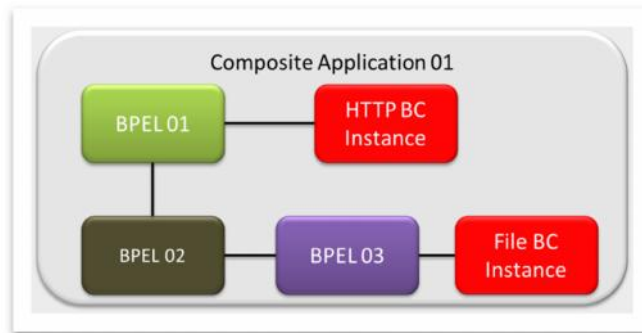 Composite Application 01
BPEL 01
HTTP BC
Instance
BPEL 02
BPEL 03
File BC
Instance